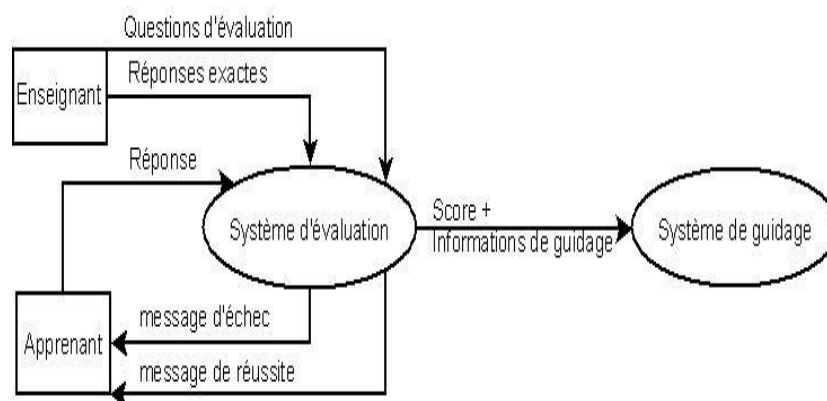 Questions d'évaluation
Enseignant
Réponses exactes
Réponse
Système d'évaluation
Score +
Informations de guidage
Système de guidage
Apprenant
message d'échec
message de réussite